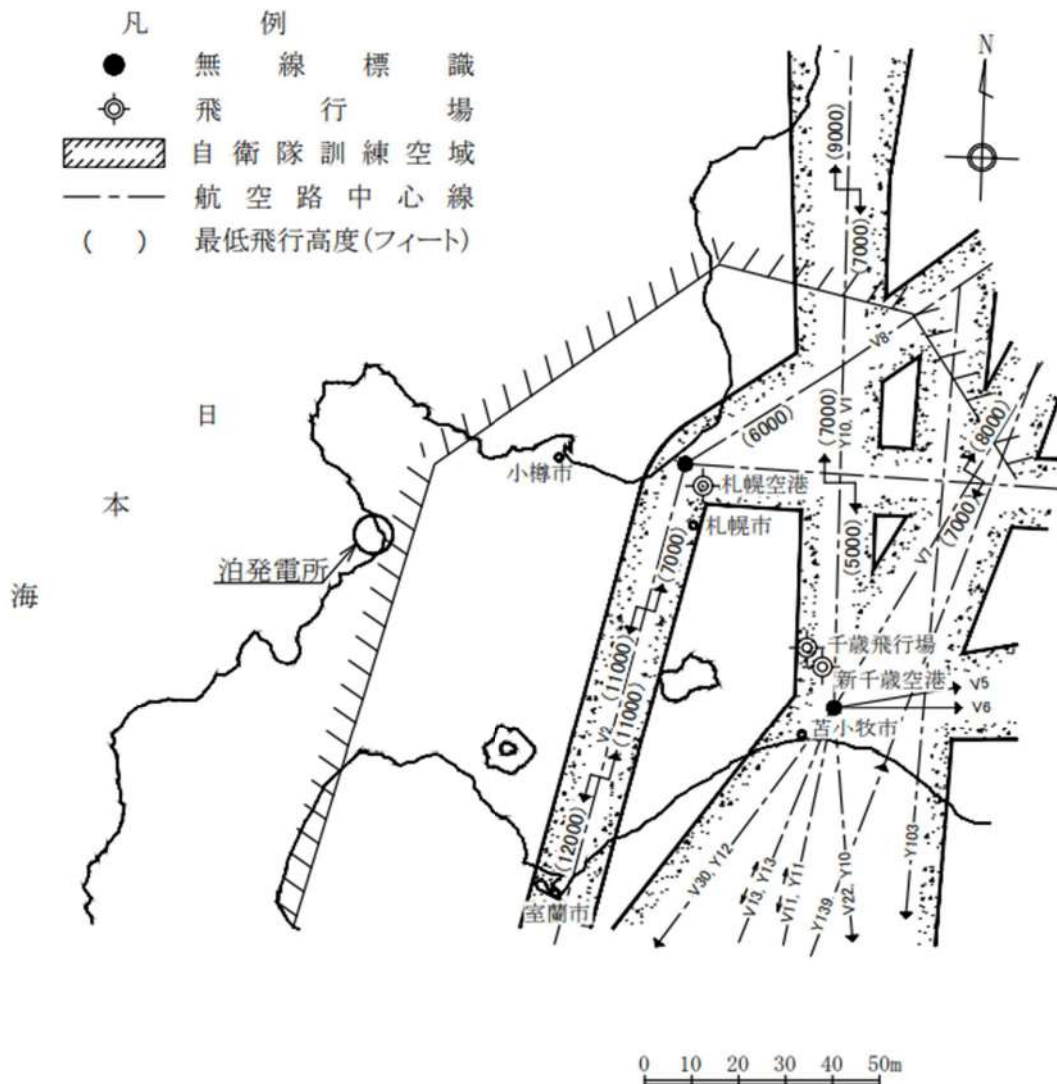 凡 例
無線標識
飛行場
自衛隊訓練空域
航空路中心線
( ) 最低飛行高度(フィート)
N
(9000)
(7000)
V8
日
本
海
(6000)
(7000)
Y10, V1
(8000)
小樽市
札幌空港
(7000)
泊発電所
札幌市
(7000)
(5000)
V7
千歳飛行場
(11000)
新千歳空港
V5
V6
V2
(11000)
苫小牧市
(12000)
V30, Y12
V13, Y13
V11, Y11
Y139
V22, Y10
Y103
室蘭市
0 10 20 30 40 50m